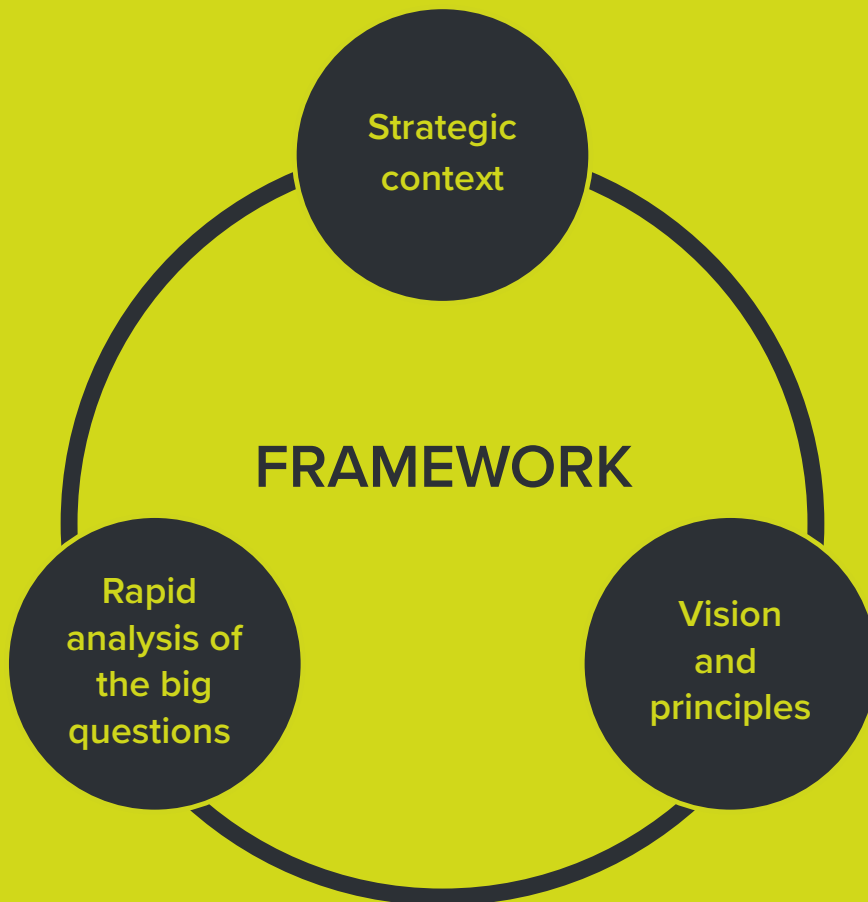 Strategic
context
FRAMEWORK
Rapid
analysis of
the big
questions
Vision
and
principles